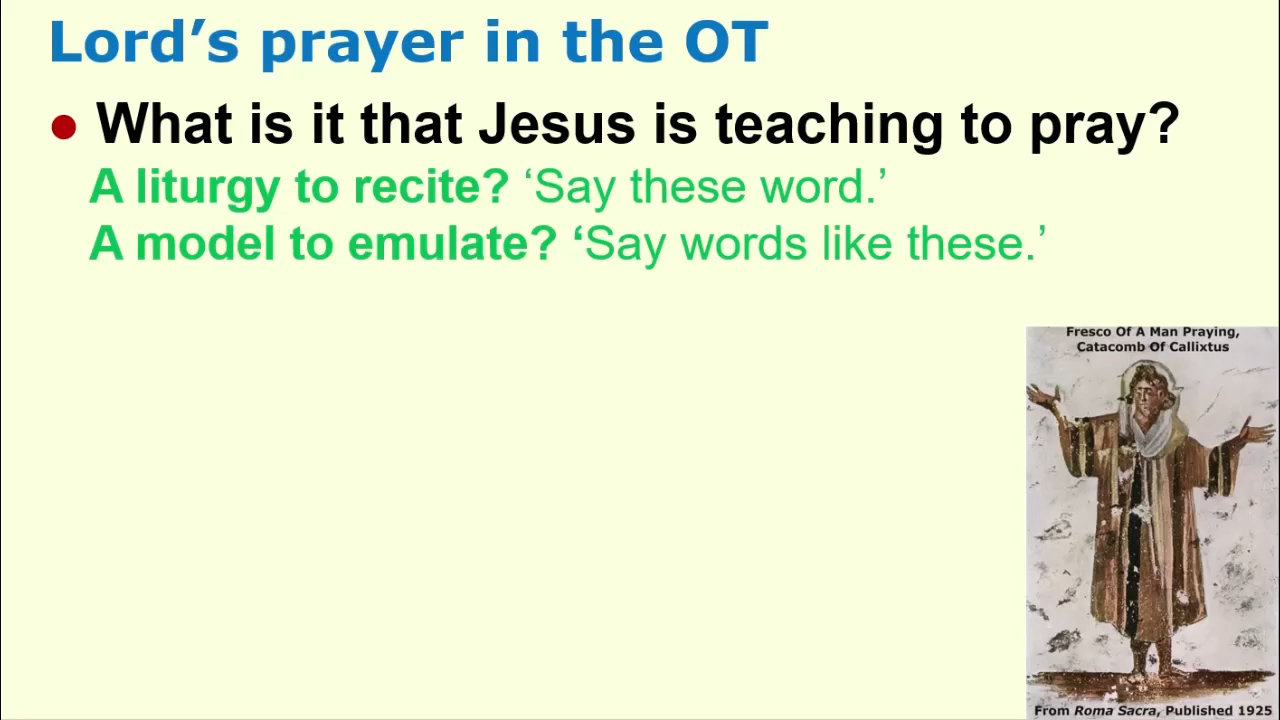 Lord’s prayer in the OT
● What is it that Jesus is teaching to pray?
A liturgy to recite? ‘Say these word.’
A model to emulate? ‘Say words like these.’
Fresco Of A Man Praying,
Catacomb Of Callixtus
From Roma Sacra, Published 1925